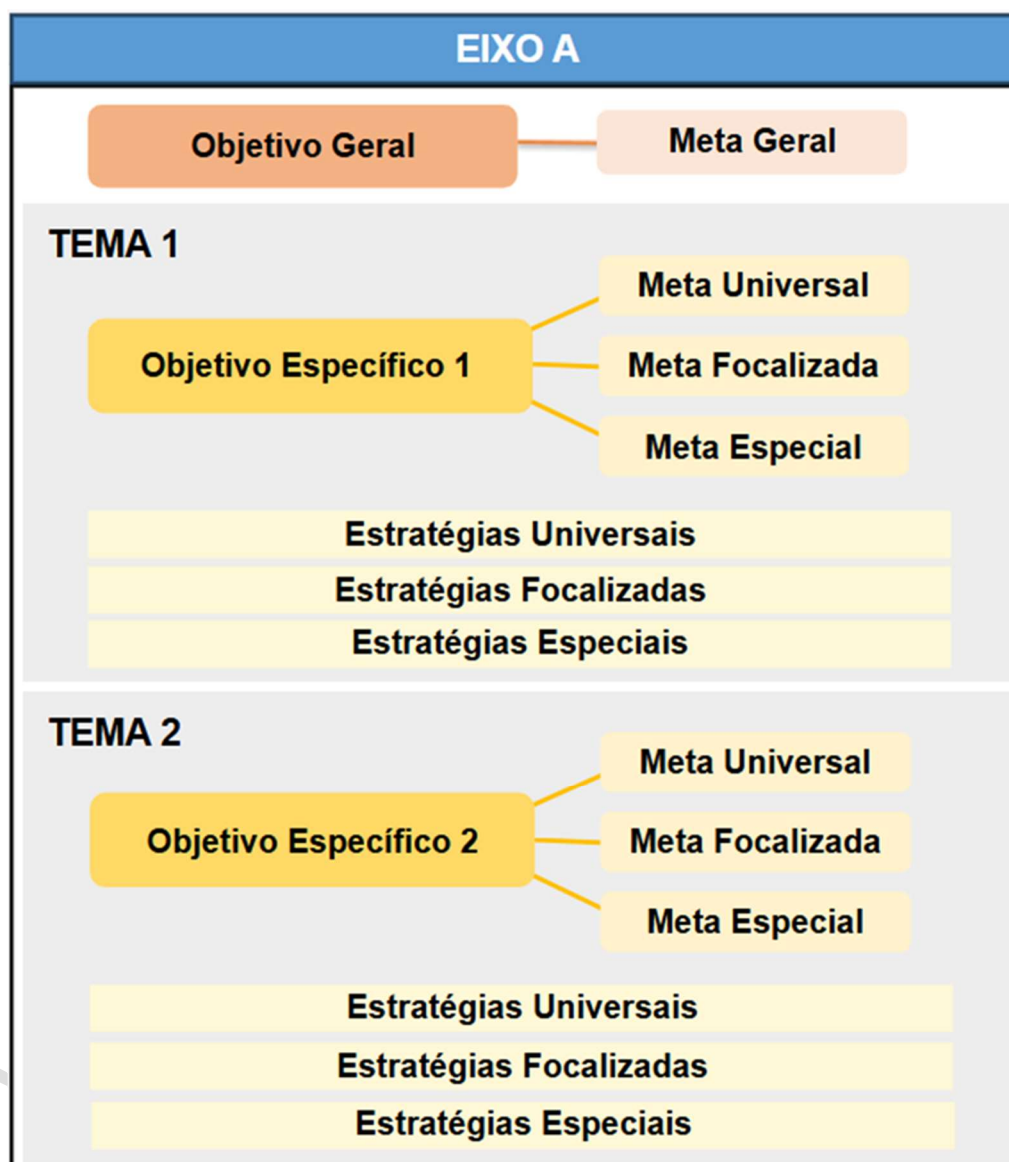 EIXO A
Objetivo Geral
Meta Geral
TEMA 1
Meta Universal
Objetivo Específico 1
Meta Focalizada
Meta Especial
Estratégias Universais
Estratégias Focalizadas
Estratégias Especiais
TEMA 2
Meta Universal
Objetivo Específico 2
Meta Focalizada
Meta Especial
Estratégias Universais
Estratégias Focalizadas
Estratégias Especiais